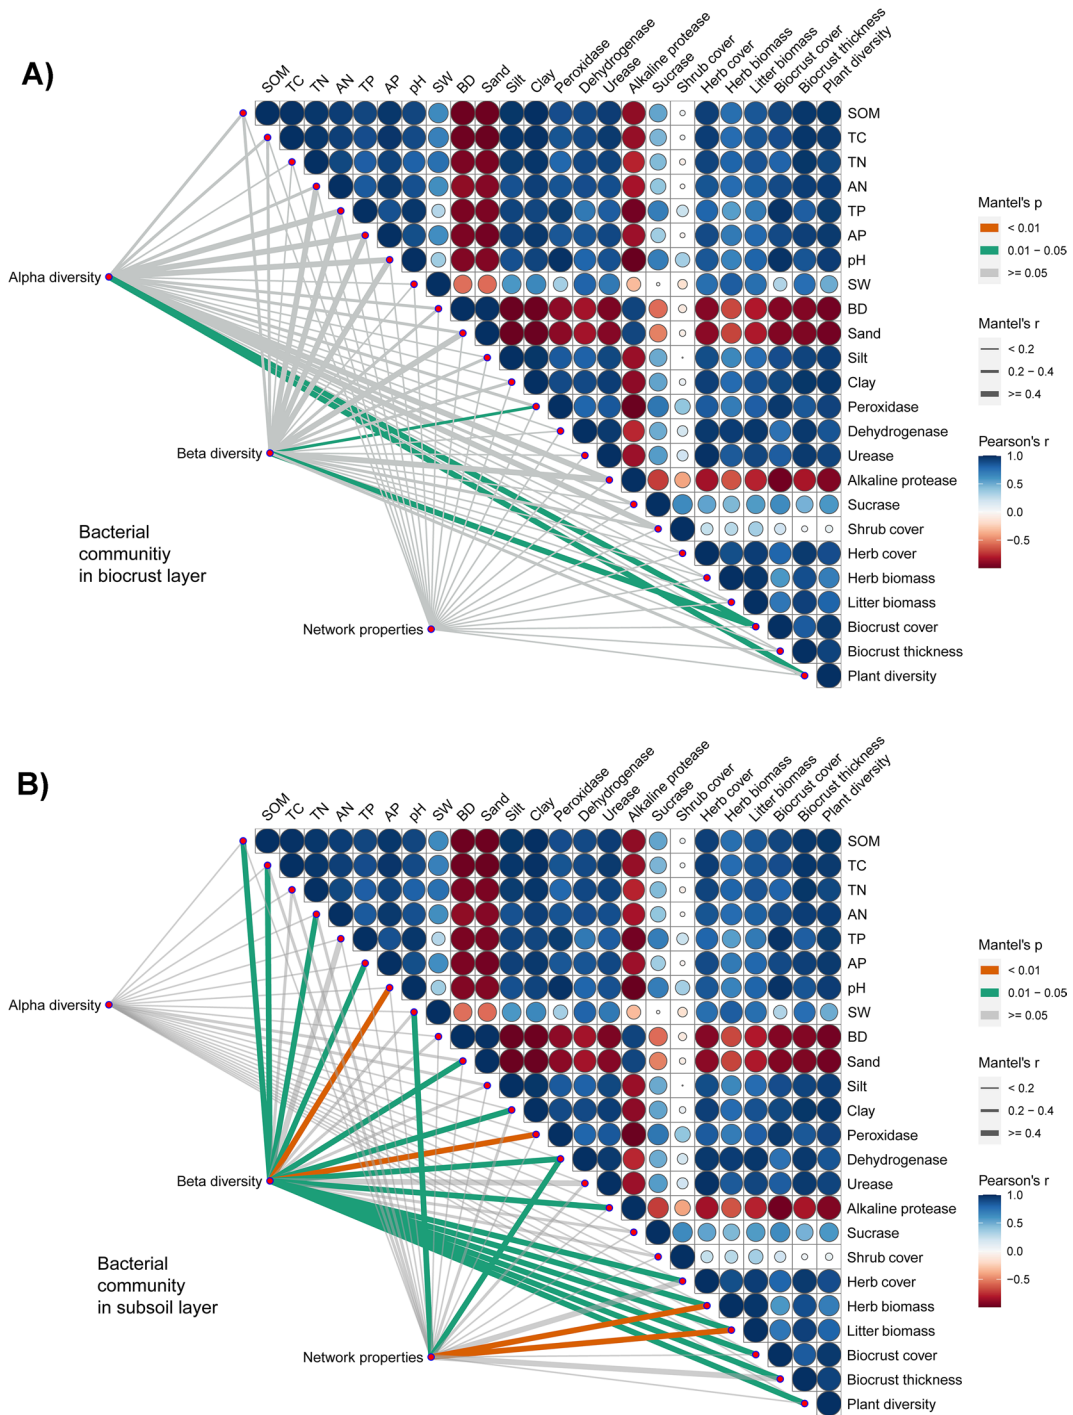 A)
SOM
TC
TN
AN
TP
AP
pH
SW
BD
Sand
Silt
Clay
Peroxidase
Dehydrogenase
Urease
Alkaline protease
Sucrase
Shrub cover
Herb cover
Herb biomass
Litter biomass
Biocrust cover
Biocrust thickness
Plant diversity
SOM
TC
TN
AN
TP
AP
pH
SW
BD
Sand
Silt
Clay
Peroxidase
Dehydrogenase
Urease
Alkaline protease
Sucrase
Shrub cover
Herb cover
Herb biomass
Litter biomass
Biocrust cover
Biocrust thickness
Plant diversity
Alpha diversity
Beta diversity
Network properties
Bacterial
communitiy
in biocrust layer
Mantel's p
< 0.01
0.01 − 0.05
>= 0.05
Mantel's r
< 0.2
0.2 − 0.4
>= 0.4
Pearson's r
1.0
0.5
0.0
−0.5
B)
SOM
TC
TN
AN
TP
AP
pH
SW
BD
Sand
Silt
Clay
Peroxidase
Dehydrogenase
Urease
Alkaline protease
Sucrase
Shrub cover
Herb cover
Herb biomass
Litter biomass
Biocrust cover
Biocrust thickness
Plant diversity
SOM
TC
TN
AN
TP
AP
pH
SW
BD
Sand
Silt
Clay
Peroxidase
Dehydrogenase
Urease
Alkaline protease
Sucrase
Shrub cover
Herb cover
Herb biomass
Litter biomass
Biocrust cover
Biocrust thickness
Plant diversity
Alpha diversity
Beta diversity
Network properties
Bacterial
community
in subsoil layer
Mantel's p
< 0.01
0.01 − 0.05
>= 0.05
Mantel's r
< 0.2
0.2 − 0.4
>= 0.4
Pearson's r
1.0
0.5
0.0
−0.5